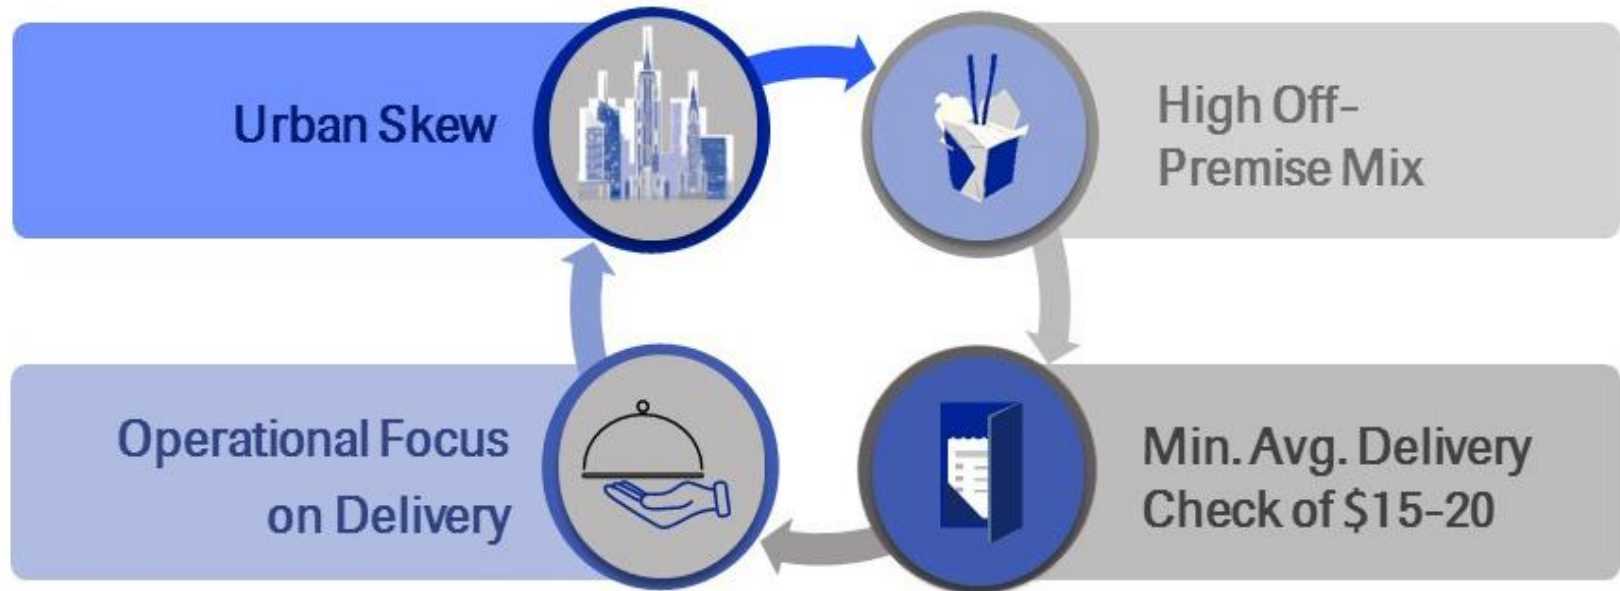 Urban Skew
High Off-
Premise Mix
Operational Focus
on Delivery
Min. Avg. Delivery
Check of $15-20